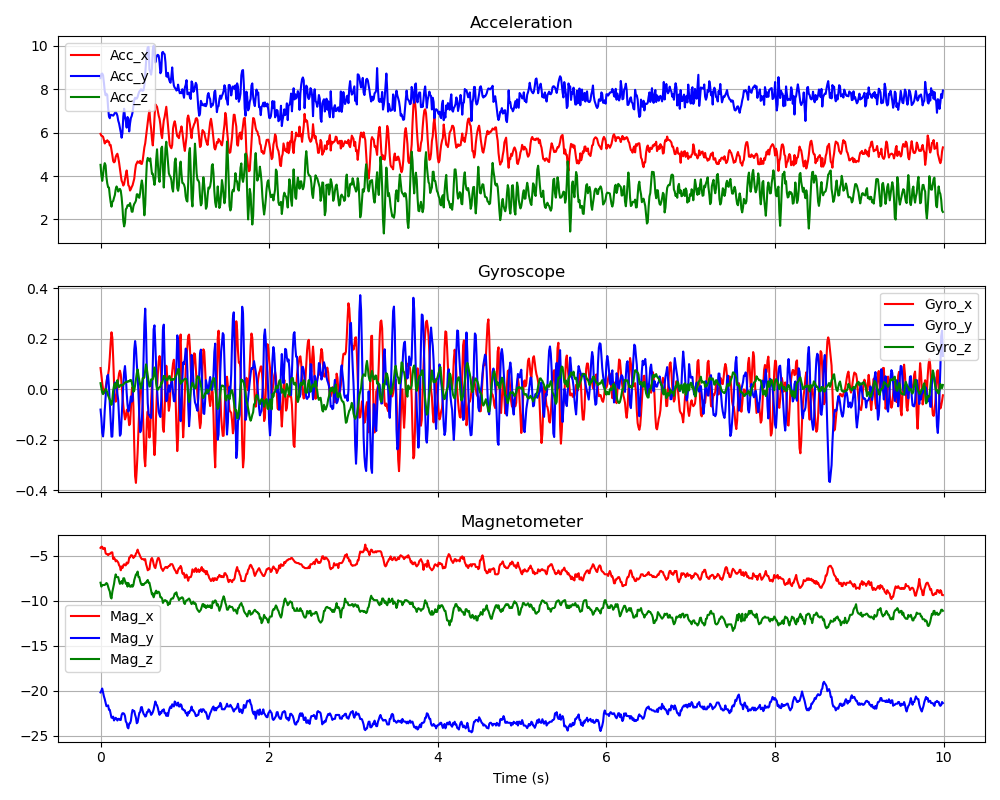 Acceleration
10
8
6
4
2
Acc_x
Acc_y
Acc_z
Gyroscope
0.4
0.2
0.0
−0.2
−0.4
Gyro_x
Gyro_y
Gyro_z
Magnetometer
−5
−10
−15
−20
−25
Mag_x
Mag_y
Mag_z
0 2 4 6 8 10
Time (s)